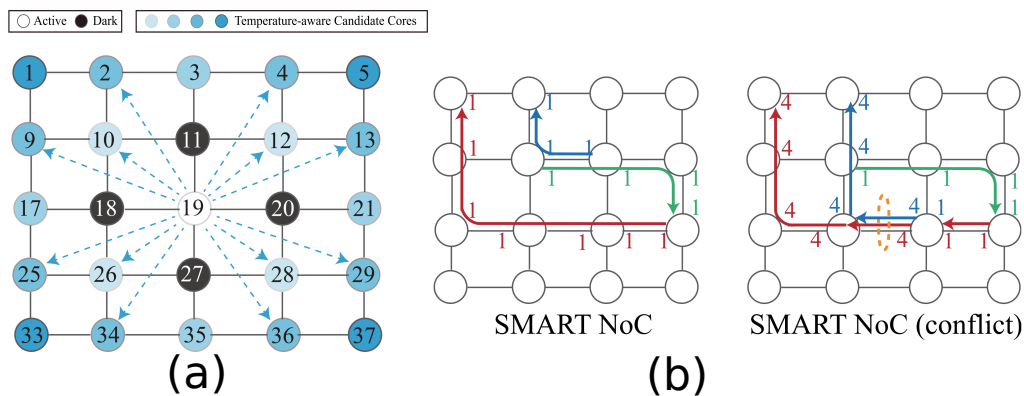 Active Dark Temperature-aware Candidate Cores
1 2 3 4 5
9 10 11 12 13
17 18 19 20 21
25 26 27 28 29
33 34 35 36 37
(a)
1 1
1 1 1
1 1
1 1
1 1 1 1
SMART NoC
4 4
4 4
1 1
4 4 4 1 1
4 4 1 1
SMART NoC (conflict)
(b)